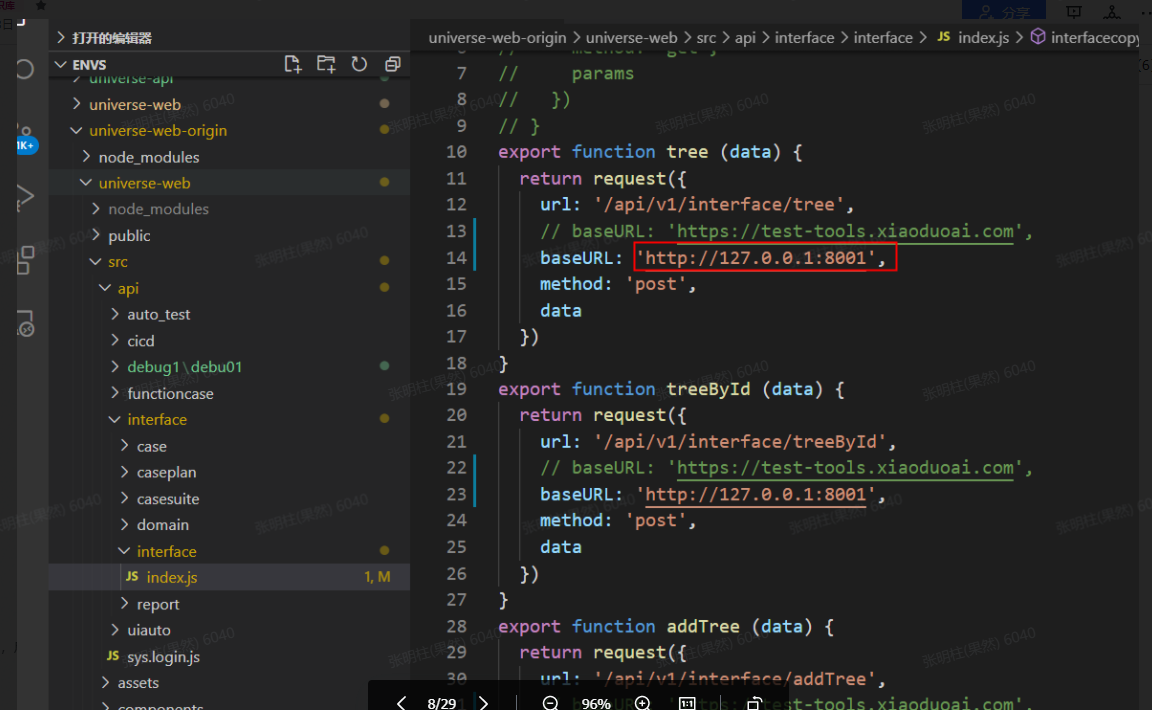 分享
打开的编辑器
ENVS
universe-api
universe-web
universe-web-origin
node_modules
universe-web
node_modules
public
src
api
auto_test
cicd
debug1\debu01
functioncase
interface
case
caseplan
casesuite
domain
interface
JS index.js 1, M
report
uiauto
JS sys.login.js
assets
components
K+
universe-web-origin > universe-web > src > api > interface > interface > JS index.js > interfacecopy
7 // params
8 // })
9 // }
10 export function tree (data) {
11 return request({
12 url: '/api/v1/interface/tree',
13 // baseURL: 'https://test-tools.xiaoduoai.com',
14 baseURL: 'http://127.0.0.1:8001',
15 method: 'post',
16 data
17 })
18 }
19 export function treeById (data) {
20 return request({
21 url: '/api/v1/interface/treeById',
22 // baseURL: 'https://test-tools.xiaoduoai.com',
23 baseURL: 'http://127.0.0.1:8001',
24 method: 'post',
25 data
26 })
27 }
28 export function addTree (data) {
29 return request({
30 url: '/api/v1/interface/addTree',
// baseURL: 'https://test-tools.xiaoduoai.com',
8/29 96% 1:1
张明柱(果然) 6040